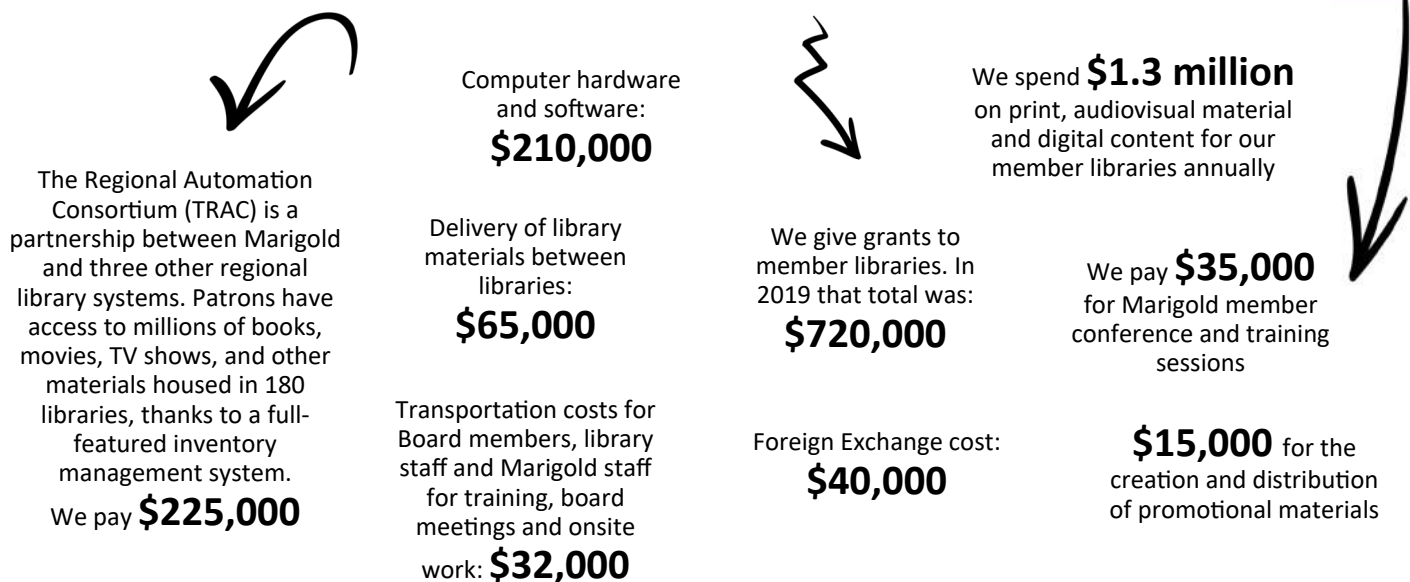 The Regional Automation
Consortium (TRAC) is a
partnership between Marigold
and three other regional
library systems. Patrons have
access to millions of books,
movies, TV shows, and other
materials housed in 180
libraries, thanks to a full-
featured inventory
management system.
We pay $225,000
Computer hardware
and software:
$210,000
Delivery of library
materials between
libraries:
$65,000
Transportation costs for
Board members, library
staff and Marigold staff
for training, board
meetings and onsite
work: $32,000
We give grants to
member libraries. In
2019 that total was:
$720,000
Foreign Exchange cost:
$40,000
We spend $1.3 million
on print, audiovisual material
and digital content for our
member libraries annually
We pay $35,000
for Marigold member
conference and training
sessions
$15,000 for the
creation and distribution
of promotional materials